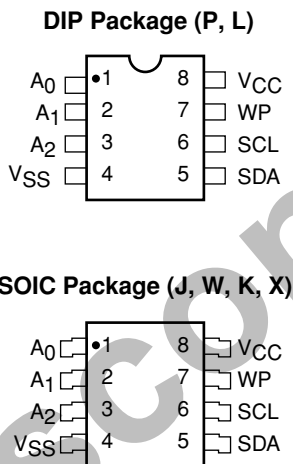 DIP Package (P, L)
A0 1 8 VCC
A1 2 7 WP
A2 3 6 SCL
VSS 4 5 SDA
SOIC Package (J, W, K, X)
A0 1 8 VCC
A1 2 7 WP
A2 3 6 SCL
VSS 4 5 SDA